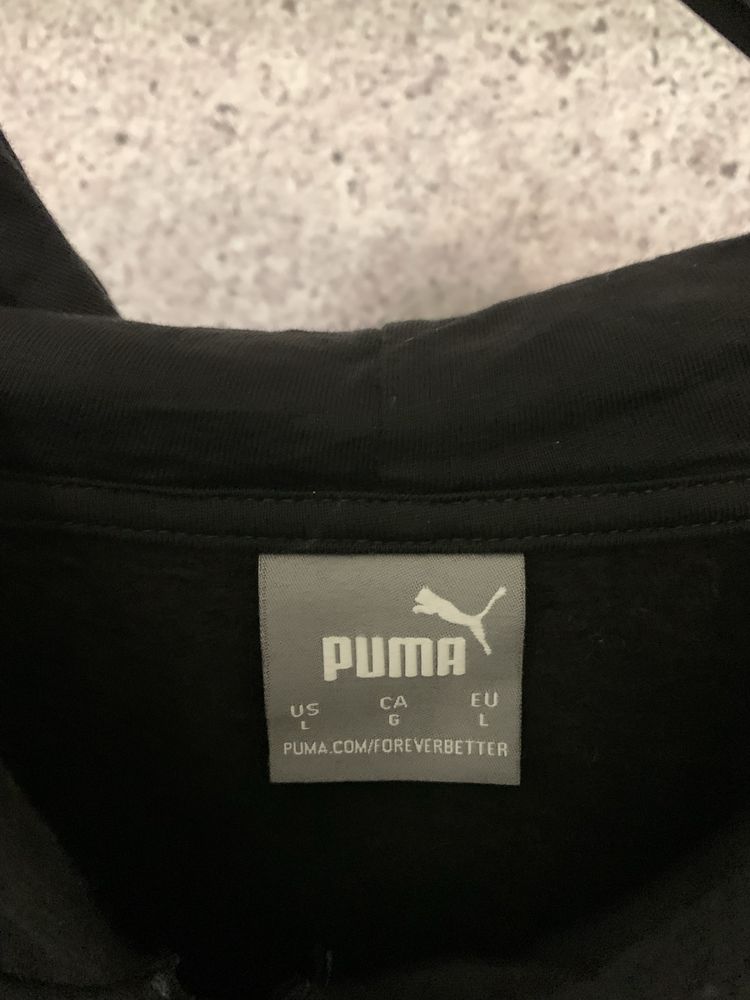 PUMA
US CA EU
L G L
PUMA.COM/FOREVERBETTER